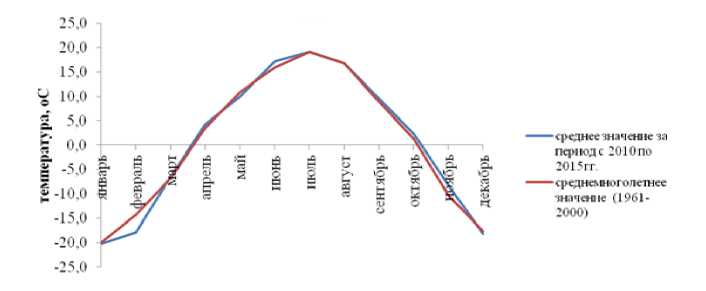 25,0
20,0
15,0
10,0
5,0
0,0
-5,0
-10,0
-15,0
-20,0
-25,0
температура, оС
январь
февраль
март
апрель
май
июнь
июль
август
сентябрь
октябрь
ноябрь
декабрь
среднее значение за
период с 2010 по
2015 гг.
среднемноголетнее
значение (1961-
2000)